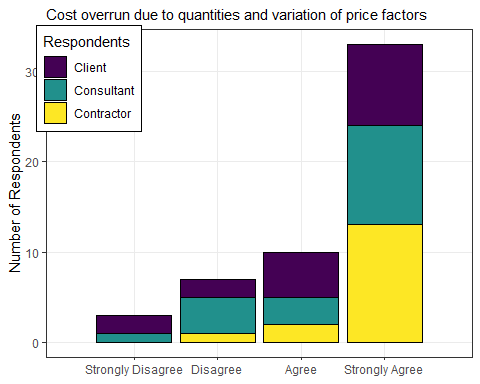 Cost overrun due to quantities and variation of price factors
Respondents
Client
Consultant
Contractor
Number of Respondents
30
20
10
0
Strongly Disagree Disagree Agree Strongly Agree